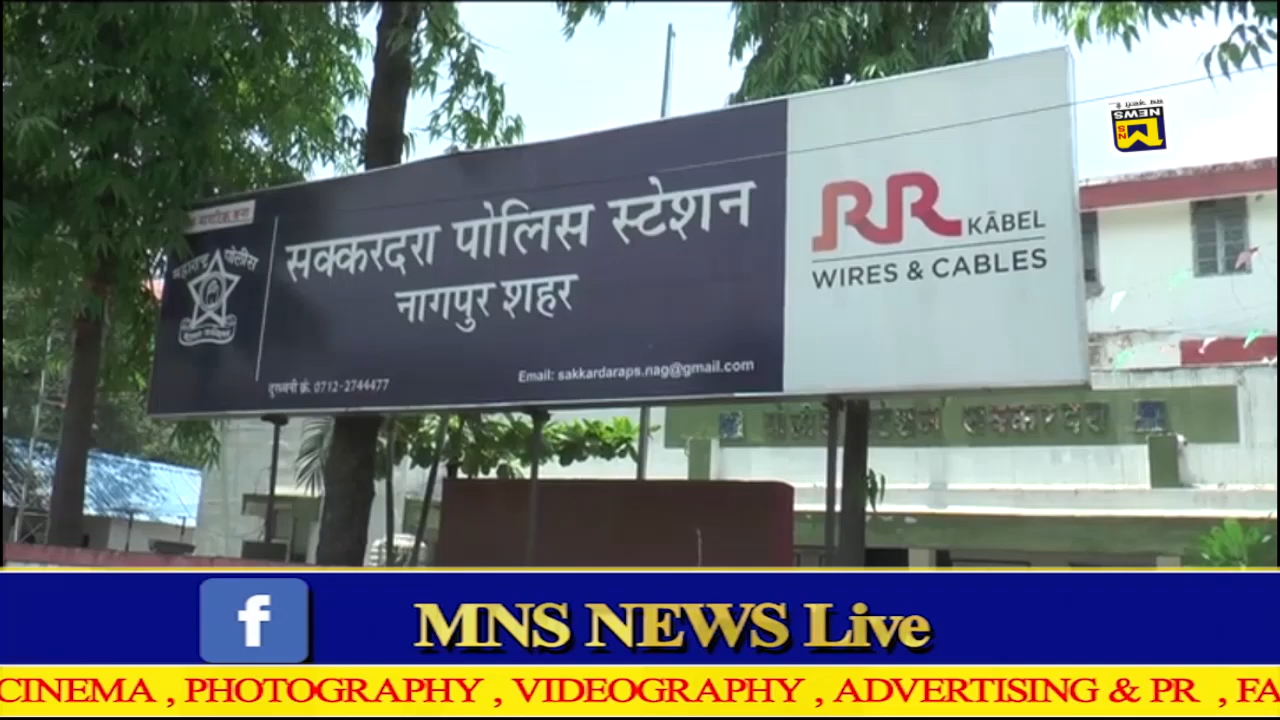 सक्करदरा पोलिस स्टेशन
नागपुर शहर
दुरध्वनी क्रं. 0712-2744477
Email: sakkardaraps.nag@gmail.com
RR
KĀBEL
WIRES & CABLES
NEWS
f
MNS NEWS Live
CINEMA , PHOTOGRAPHY , VIDEOGRAPHY , ADVERTISING & PR , FA